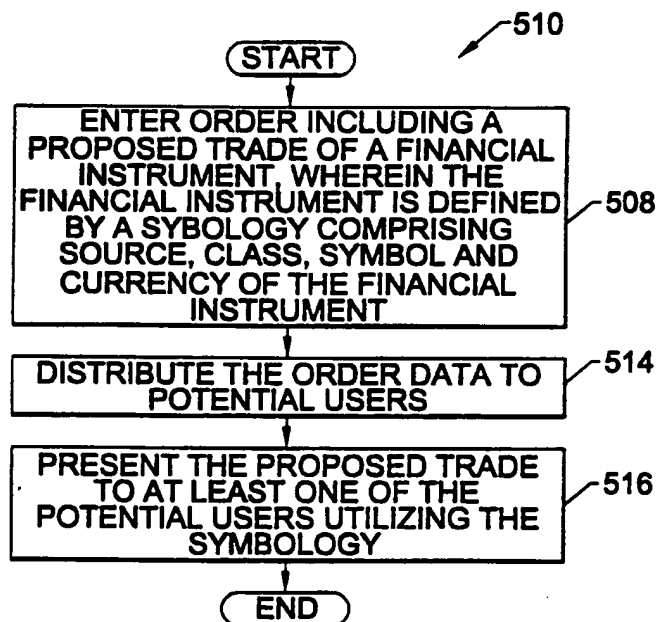 510
START
ENTER ORDER INCLUDING A
PROPOSED TRADE OF A FINANCIAL
INSTRUMENT, WHEREIN THE
FINANCIAL INSTRUMENT IS DEFINED
BY A SYBOLOGY COMPRISING
SOURCE, CLASS, SYMBOL AND
CURRENCY OF THE FINANCIAL
INSTRUMENT
508
DISTRIBUTE THE ORDER DATA TO
POTENTIAL USERS
514
PRESENT THE PROPOSED TRADE
TO AT LEAST ONE OF THE
POTENTIAL USERS UTILIZING THE
SYMBOLOGY
516
END